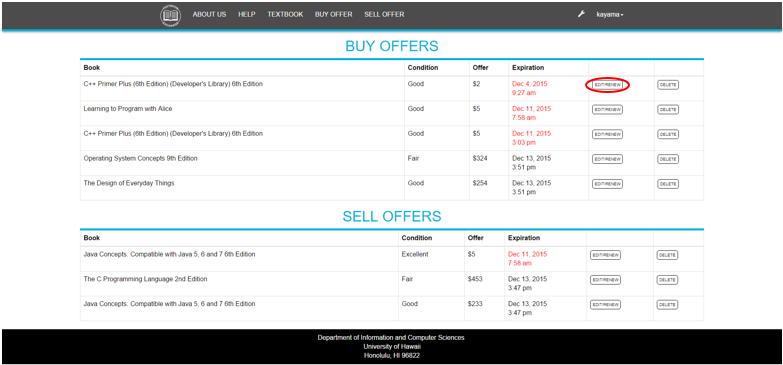 ABOUT US HELP TEXTBOOK BUY OFFER SELL OFFER kayama
BUY OFFERS
Book Condition Offer Expiration
C++ Primer Plus (6th Edition) (Developer's Library) 6th Edition Good $2 Dec 4, 2015 EDIT/RENEW DELETE
9:27 am
Learning to Program with Alice Good $5 Dec 11, 2015 EDIT/RENEW DELETE
7:58 am
C++ Primer Plus (6th Edition) (Developer's Library) 6th Edition Good $5 Dec 11, 2015 EDIT/RENEW DELETE
3:03 pm
Operating System Concepts 9th Edition Fair $324 Dec 13, 2015 EDIT/RENEW DELETE
3:51 pm
The Design of Everyday Things Good $254 Dec 13, 2015 EDIT/RENEW DELETE
3:51 pm
SELL OFFERS
Book Condition Offer Expiration
Java Concepts: Compatible with Java 5, 6 and 7 6th Edition Excellent $5 Dec 11, 2015 EDIT/RENEW DELETE
7:58 am
The C Programming Language 2nd Edition Fair $453 Dec 13, 2015 EDIT/RENEW DELETE
3:47 pm
Java Concepts: Compatible with Java 5, 6 and 7 6th Edition Good $233 Dec 13, 2015 EDIT/RENEW DELETE
3:47 pm
Department of Information and Computer Sciences
University of Hawaii
Honolulu, HI 96822